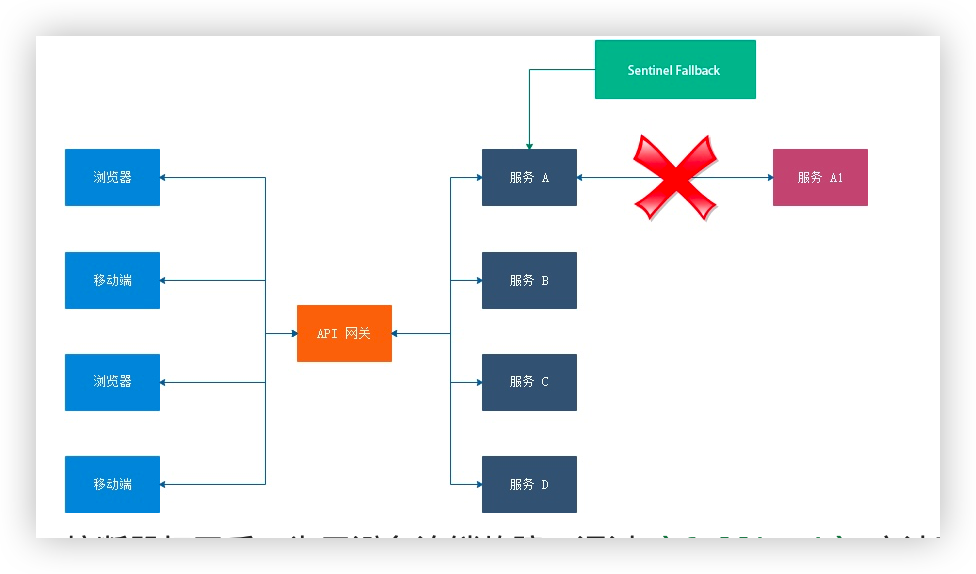 Sentinel Fallback
浏览器
服务 A
服务 A1
移动端
服务 B
API 网关
浏览器
服务 C
移动端
服务 D